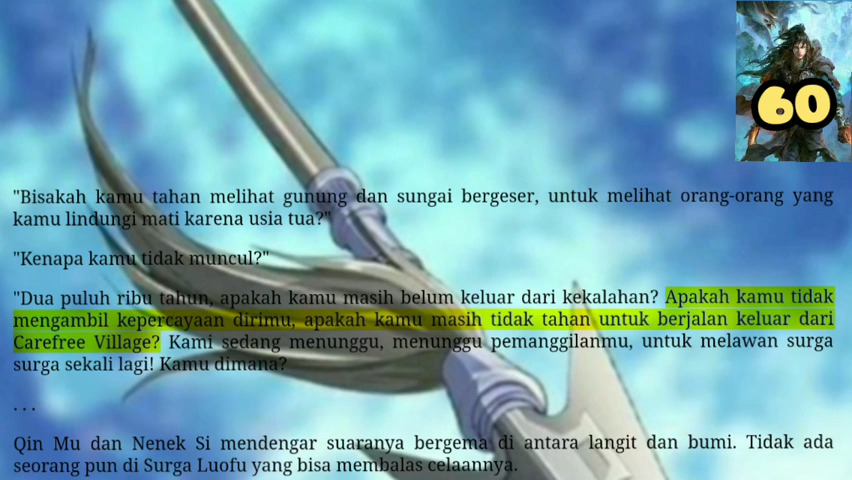 60
"Bisakah kamu tahan melihat gunung dan sungai bergeser, untuk melihat orang-orang yang
kamu lindungi mati karena usia tua?"
"Kenapa kamu tidak muncul?"
"Dua puluh ribu tahun, apakah kamu masih belum keluar dari kekalahan? Apakah kamu tidak
mengambil kepercayaan dirimu, apakah kamu masih tidak tahan untuk berjalan keluar dari
Carefree Village? Kami sedang menunggu, menunggu pemanggilanmu, untuk melawan surga
surga sekali lagi! Kamu dimana?
. . .
Qin Mu dan Nenek Si mendengar suaranya bergema di antara langit dan bumi. Tidak ada
seorang pun di Surga Luofu yang bisa membalas celaannya.